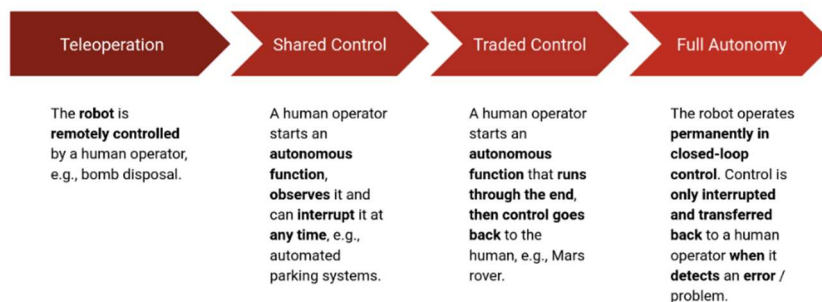 Teleoperation
Shared Control
Traded Control
Full Autonomy
The robot is
remotely controlled
by a human operator,
e.g., bomb disposal.
A human operator
starts an
autonomous
function,
observes it and
can interrupt it at
any time, e.g.,
automated
parking systems.
A human operator
starts an
autonomous
function that runs
through the end,
then control goes
back to the
human, e.g., Mars
rover.
The robot operates
permanently in
closed-loop
control. Control is
only interrupted
and transferred
back to a human
operator when it
detects an error /
problem.